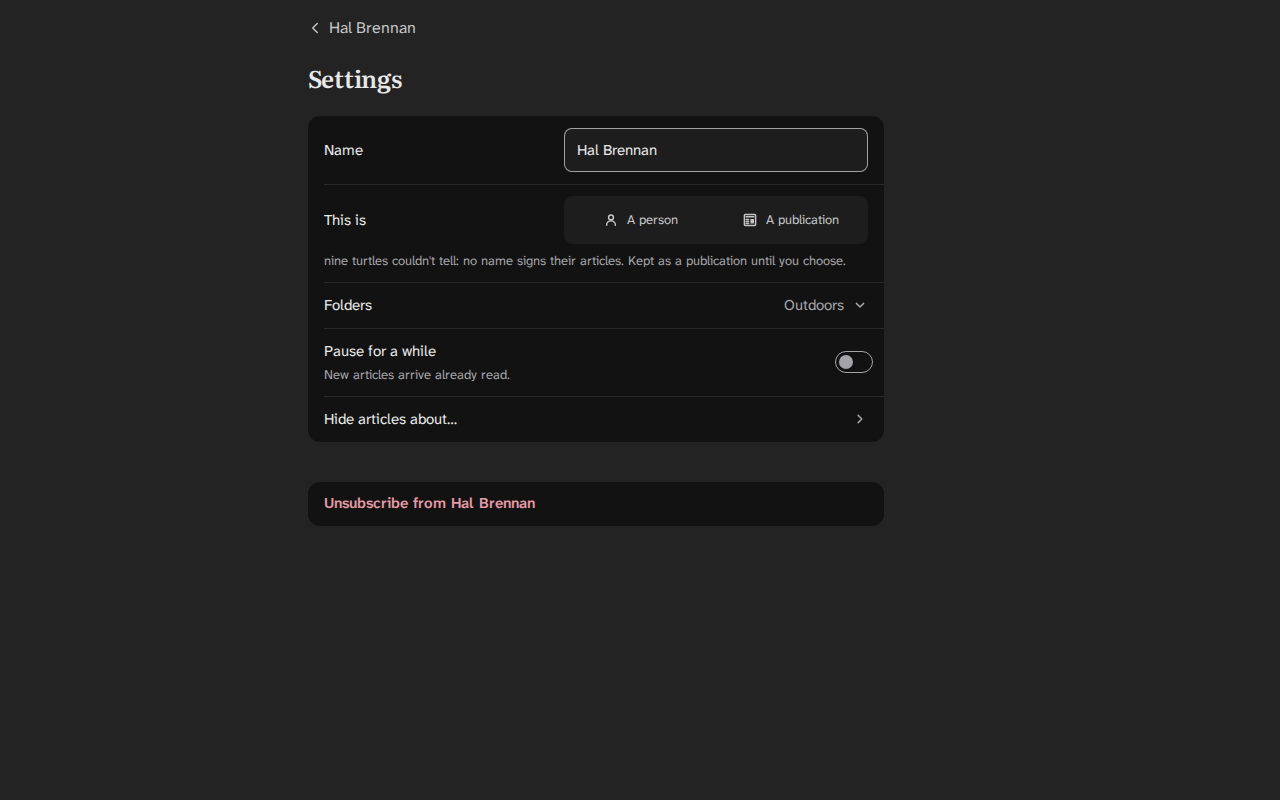 Hal Brennan
Settings
Name
Hal Brennan
This is
A person
A publication
nine turtles couldn't tell: no name signs their articles. Kept as a publication until you choose.
Folders
Outdoors
Pause for a while
New articles arrive already read.
Hide articles about...
Unsubscribe from Hal Brennan